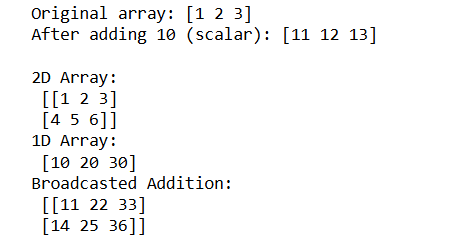 Original array: [1 2 3]
After adding 10 (scalar): [11 12 13]
2D Array:
[[1 2 3]
[4 5 6]]
1D Array:
[10 20 30]
Broadcasted Addition:
[[11 22 33]
[14 25 36]]